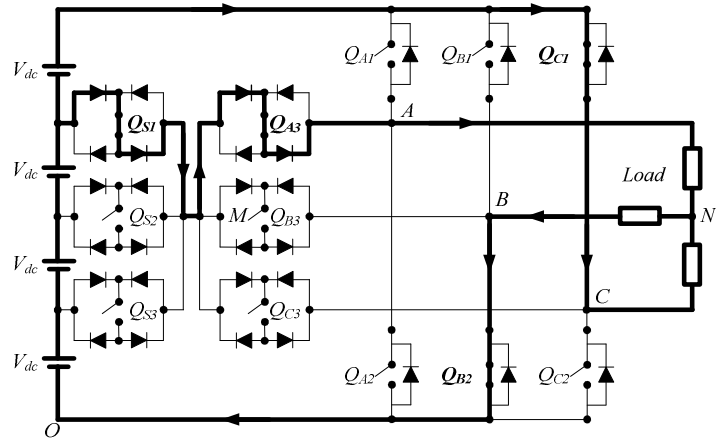 Q_A1 Q_B1 Q_C1
V_dc
Q_S1 Q_A3 A
Load
V_dc
Q_S2 M Q_B3 B N
V_dc
Q_S3 Q_C3 C
V_dc
Q_A2 Q_B2 Q_C2
O